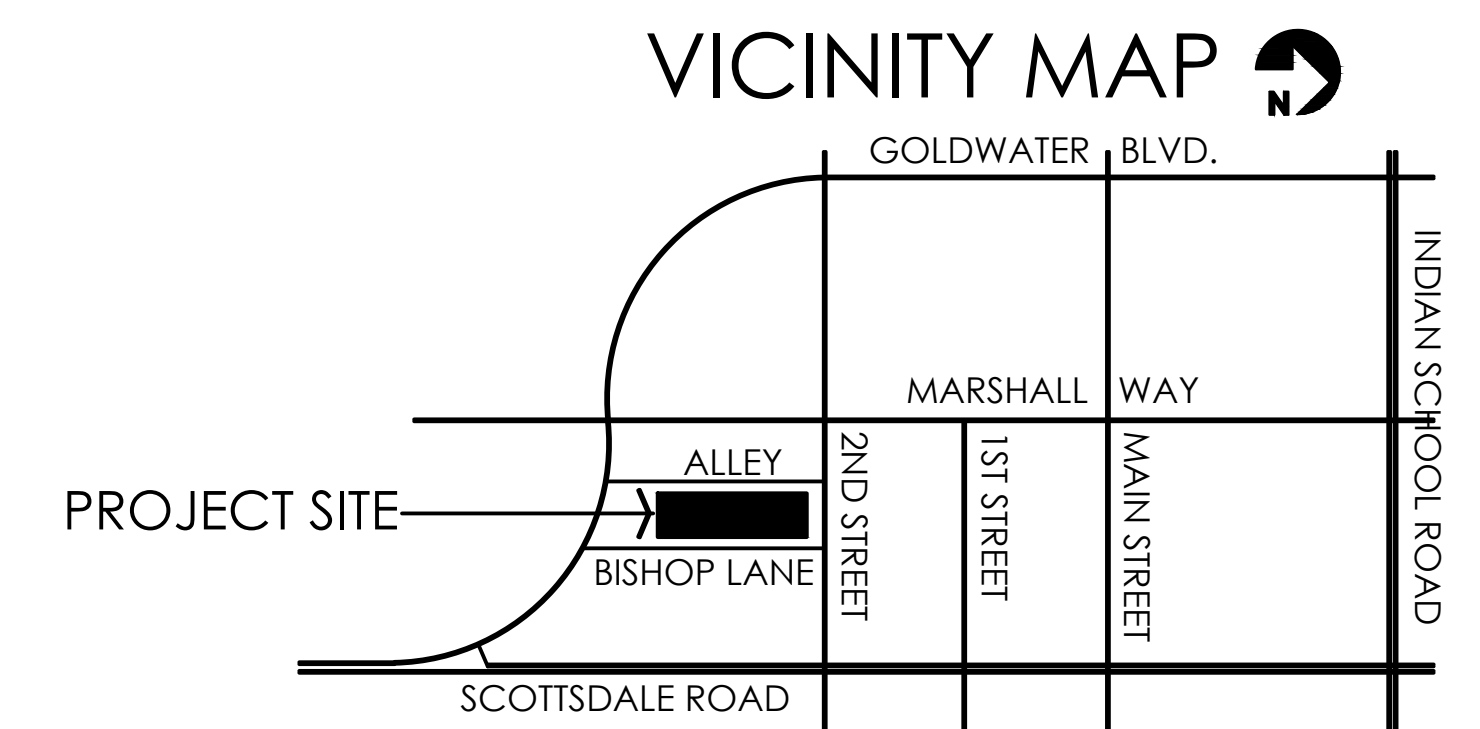 VICINITY MAP
N
GOLDWATER BLVD.
INDIAN SCHOOL ROAD
MARSHALL WAY
2ND STREET
1ST STREET
MAIN STREET
ALLEY
PROJECT SITE
BISHOP LANE
SCOTTSDALE ROAD